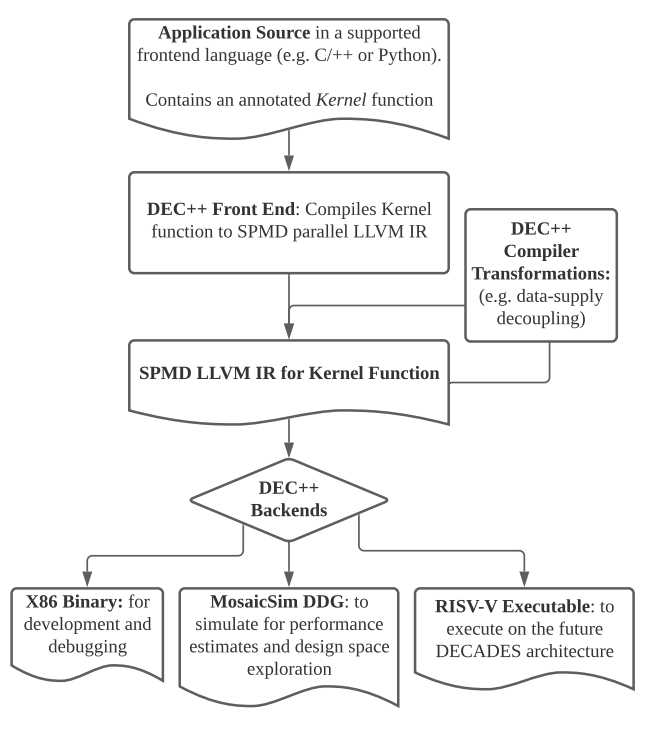 Application Source in a supported
frontend language (e.g. C/++ or Python).
Contains an annotated Kernel function
DEC++ Front End: Compiles Kernel
function to SPMD parallel LLVM IR
DEC++
Compiler
Transformations:
(e.g. data-supply
decoupling)
SPMD LLVM IR for Kernel Function
DEC++
Backends
X86 Binary: for
development and
debugging
MosaicSim DDG: to
simulate for performance
estimates and design space
exploration
RISV-V Executable: to
execute on the future
DECADES architecture